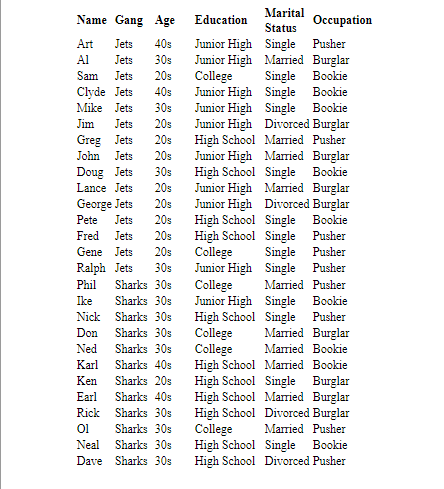 Name Gang Age Education Marital Status Occupation
Art Jets 40s Junior High Single Pusher
Al Jets 30s Junior High Married Burglar
Sam Jets 20s College Single Bookie
Clyde Jets 40s Junior High Single Bookie
Mike Jets 30s Junior High Single Bookie
Jim Jets 20s Junior High Divorced Burglar
Greg Jets 20s High School Married Pusher
John Jets 20s Junior High Married Burglar
Doug Jets 30s High School Single Bookie
Lance Jets 20s Junior High Married Burglar
George Jets 20s Junior High Divorced Burglar
Pete Jets 20s High School Single Bookie
Fred Jets 20s High School Single Pusher
Gene Jets 20s College Single Pusher
Ralph Jets 30s Junior High Single Pusher
Phil Sharks 30s College Married Pusher
Ike Sharks 30s Junior High Single Bookie
Nick Sharks 30s High School Single Pusher
Don Sharks 30s College Married Burglar
Ned Sharks 30s College Married Bookie
Karl Sharks 40s High School Married Bookie
Ken Sharks 20s High School Single Burglar
Earl Sharks 40s High School Married Burglar
Rick Sharks 30s High School Divorced Burglar
Ol Sharks 30s College Married Pusher
Neal Sharks 30s High School Single Bookie
Dave Sharks 30s High School Divorced Pusher